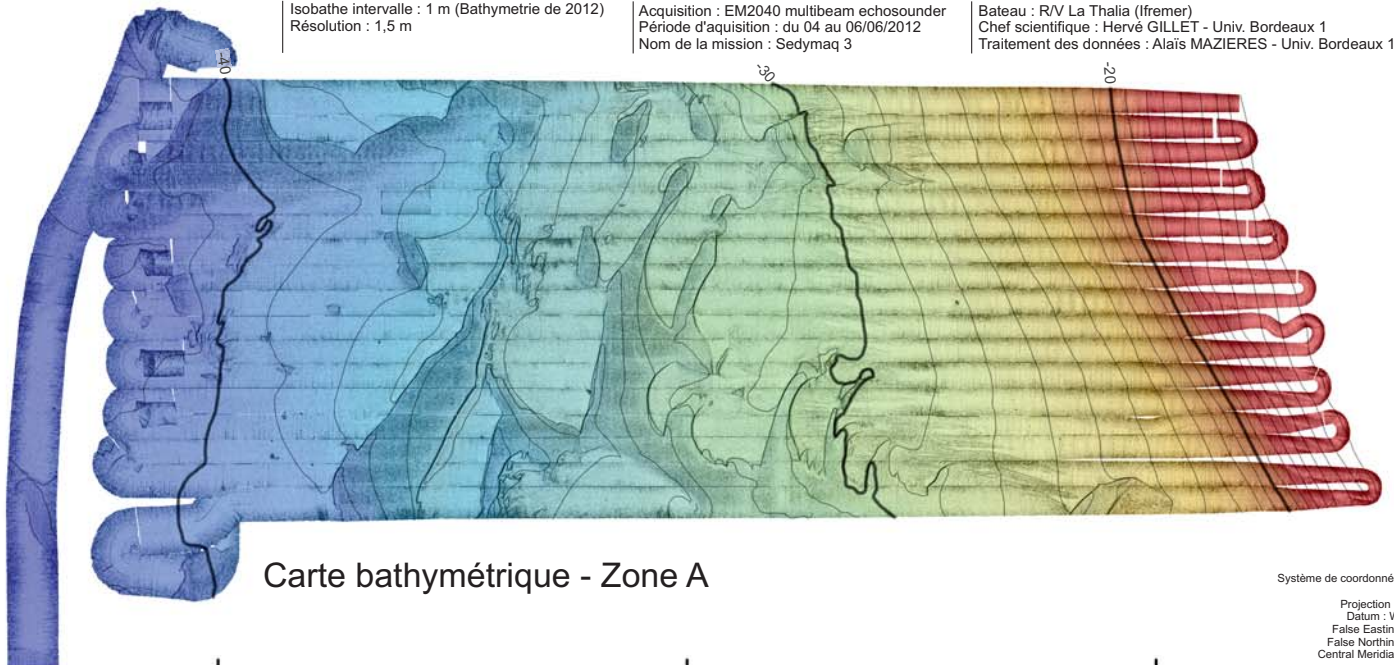 Isobathe intervalle : 1 m (Bathymetrie de 2012)
Résolution : 1,5 m
Acquisition : EM2040 multibeam echosounder
Période d'aquisition : du 04 au 06/06/2012
Nom de la mission : Sedymaq 3
Bateau : R/V La Thalia (Ifremer)
Chef scientifique : Hervé GILLET - Univ. Bordeaux 1
Traitement des données : Alaïs MAZIERES - Univ. Bordeaux 1
-40
-30
-20
Carte bathymétrique - Zone A
Système de coordonné
Projection
Datum : W
False Eastin
False Northin
Central Meridia